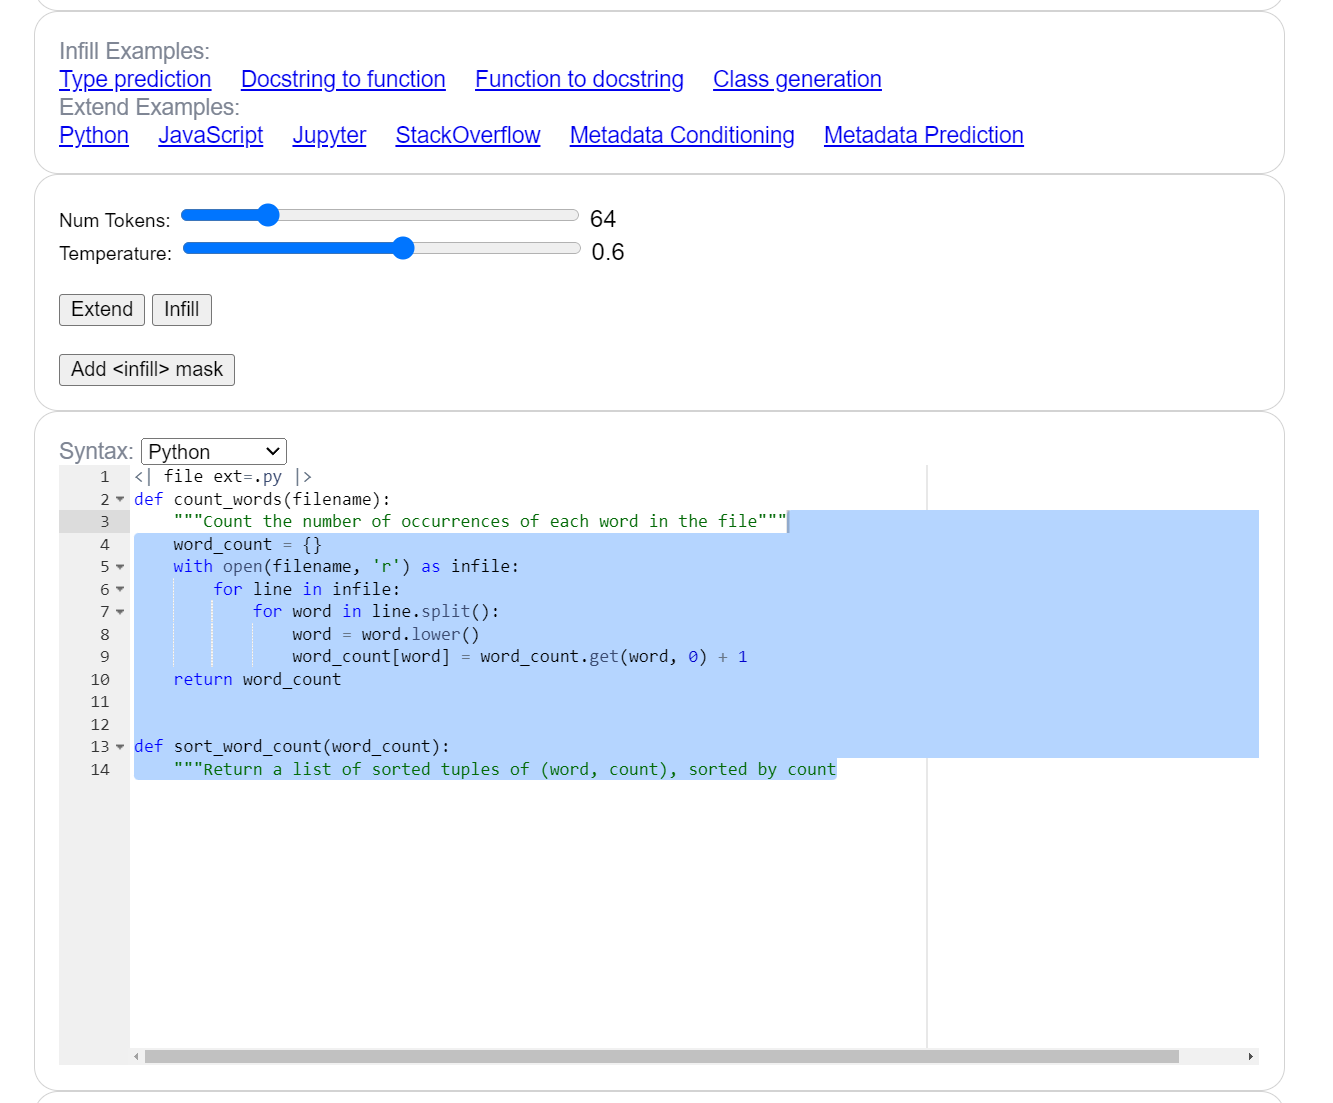 Infill Examples:
Type prediction Docstring to function Function to docstring Class generation
Extend Examples:
Python JavaScript Jupyter StackOverflow Metadata Conditioning Metadata Prediction
Num Tokens: 64
Temperature: 0.6
Extend Infill
Add <infill> mask
Syntax: Python
1 <| file ext=.py |>
2 def count_words(filename):
3     """Count the number of occurrences of each word in the file"""
4     word_count = {}
5     with open(filename, 'r') as infile:
6         for line in infile:
7             for word in line.split():
8                 word = word.lower()
9                 word_count[word] = word_count.get(word, 0) + 1
10     return word_count
11
12
13 def sort_word_count(word_count):
14     """Return a list of sorted tuples of (word, count), sorted by count